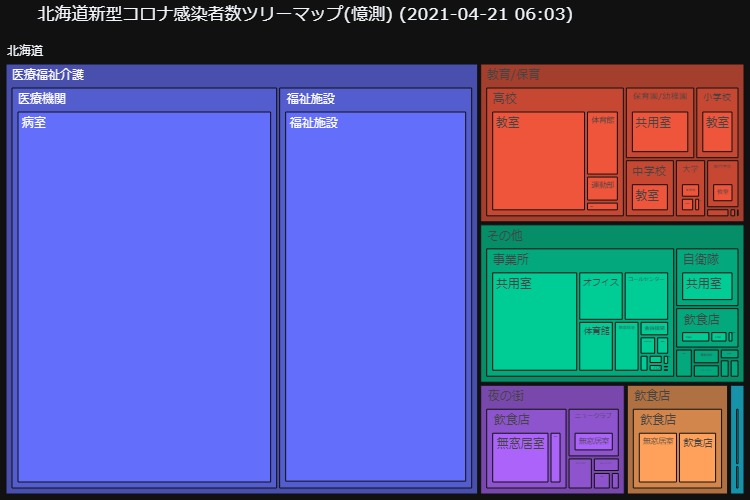 北海道新型コロナ感染者数ツリーマップ(憶測) (2021-04-21 06:03)
北海道
医療福祉介護
医療機関
病室
福祉施設
福祉施設
教育/保育
高校
教室
体育館
運動部
保育園/幼稚園
共用室
小学校
教室
中学校
教室
大学
教室
その他
事業所
共用室
オフィス
コールセンター
体育館
自衛隊
共用室
飲食店
夜の街
飲食店
無窓居室
ニュークラブ
無窓居室
飲食店
飲食店
無窓居室
飲食店